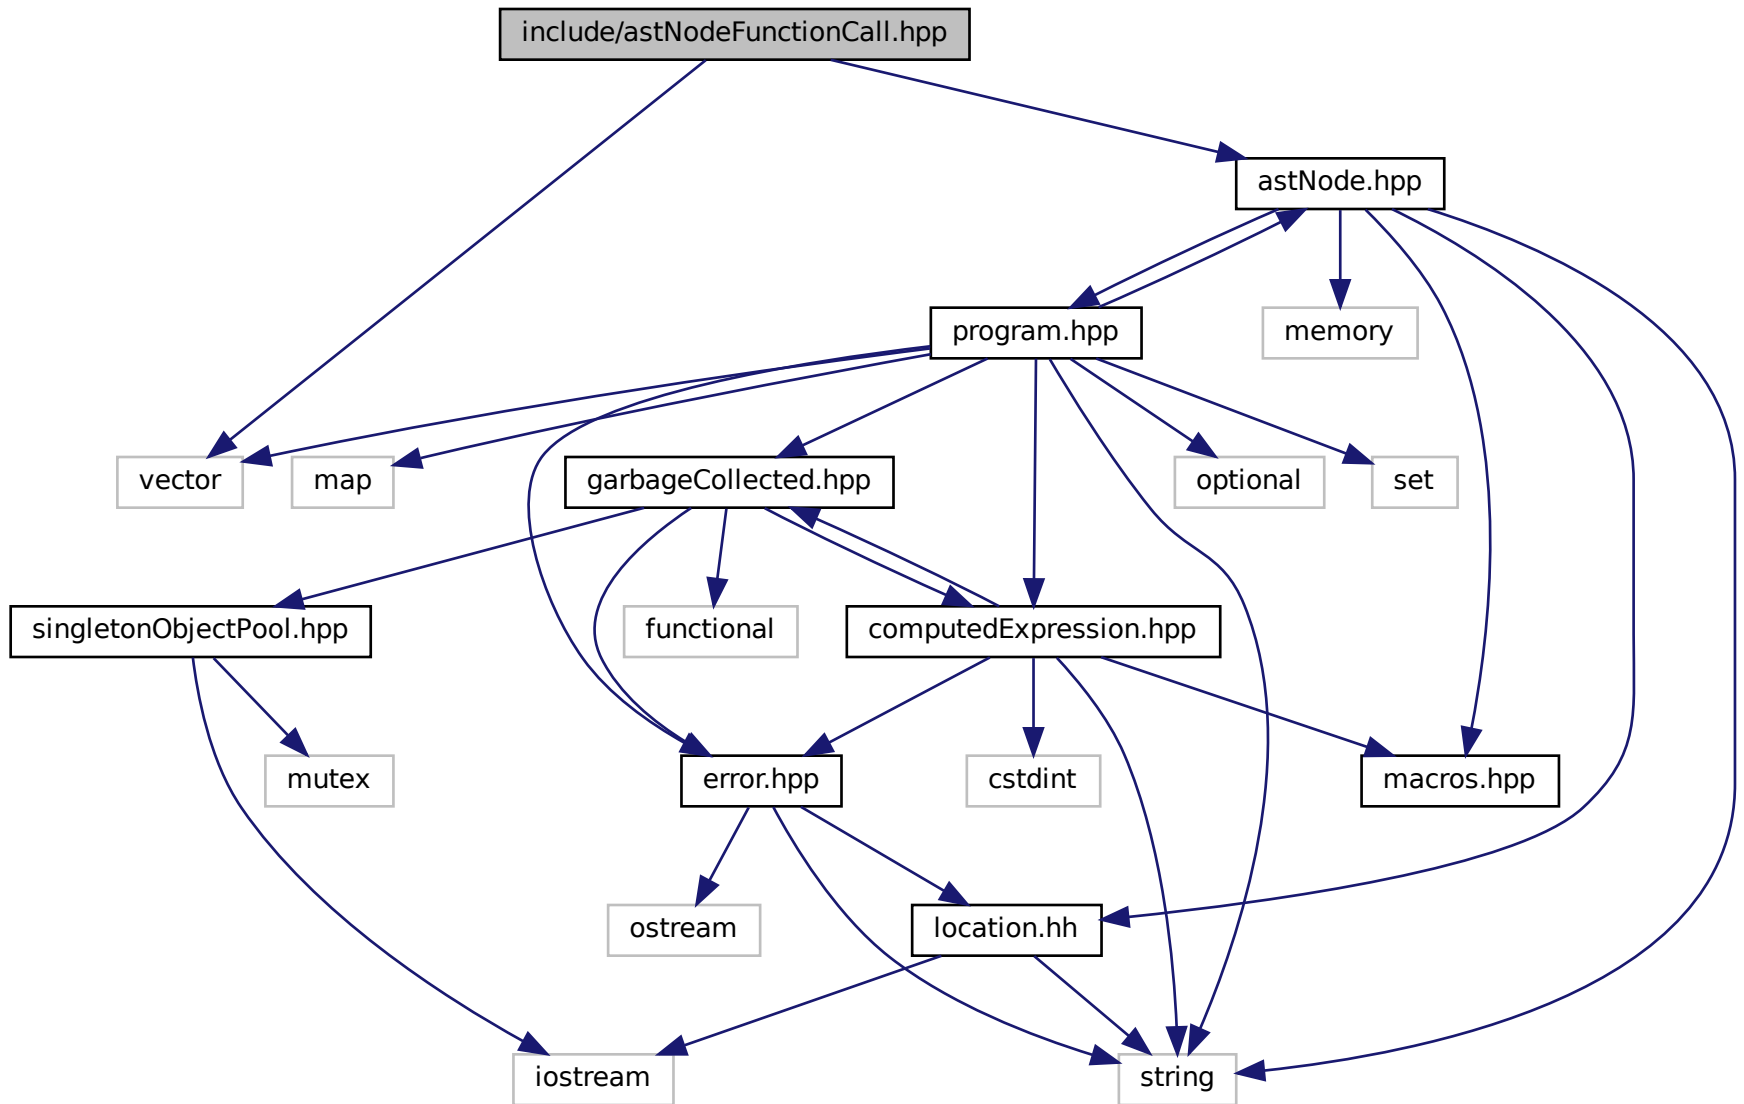 include/astNodeFunctionCall.hpp
astNode.hpp
program.hpp
memory
vector
map
garbageCollected.hpp
optional
set
singletonObjectPool.hpp
functional
computedExpression.hpp
mutex
error.hpp
cstdint
macros.hpp
ostream
location.hh
iostream
string